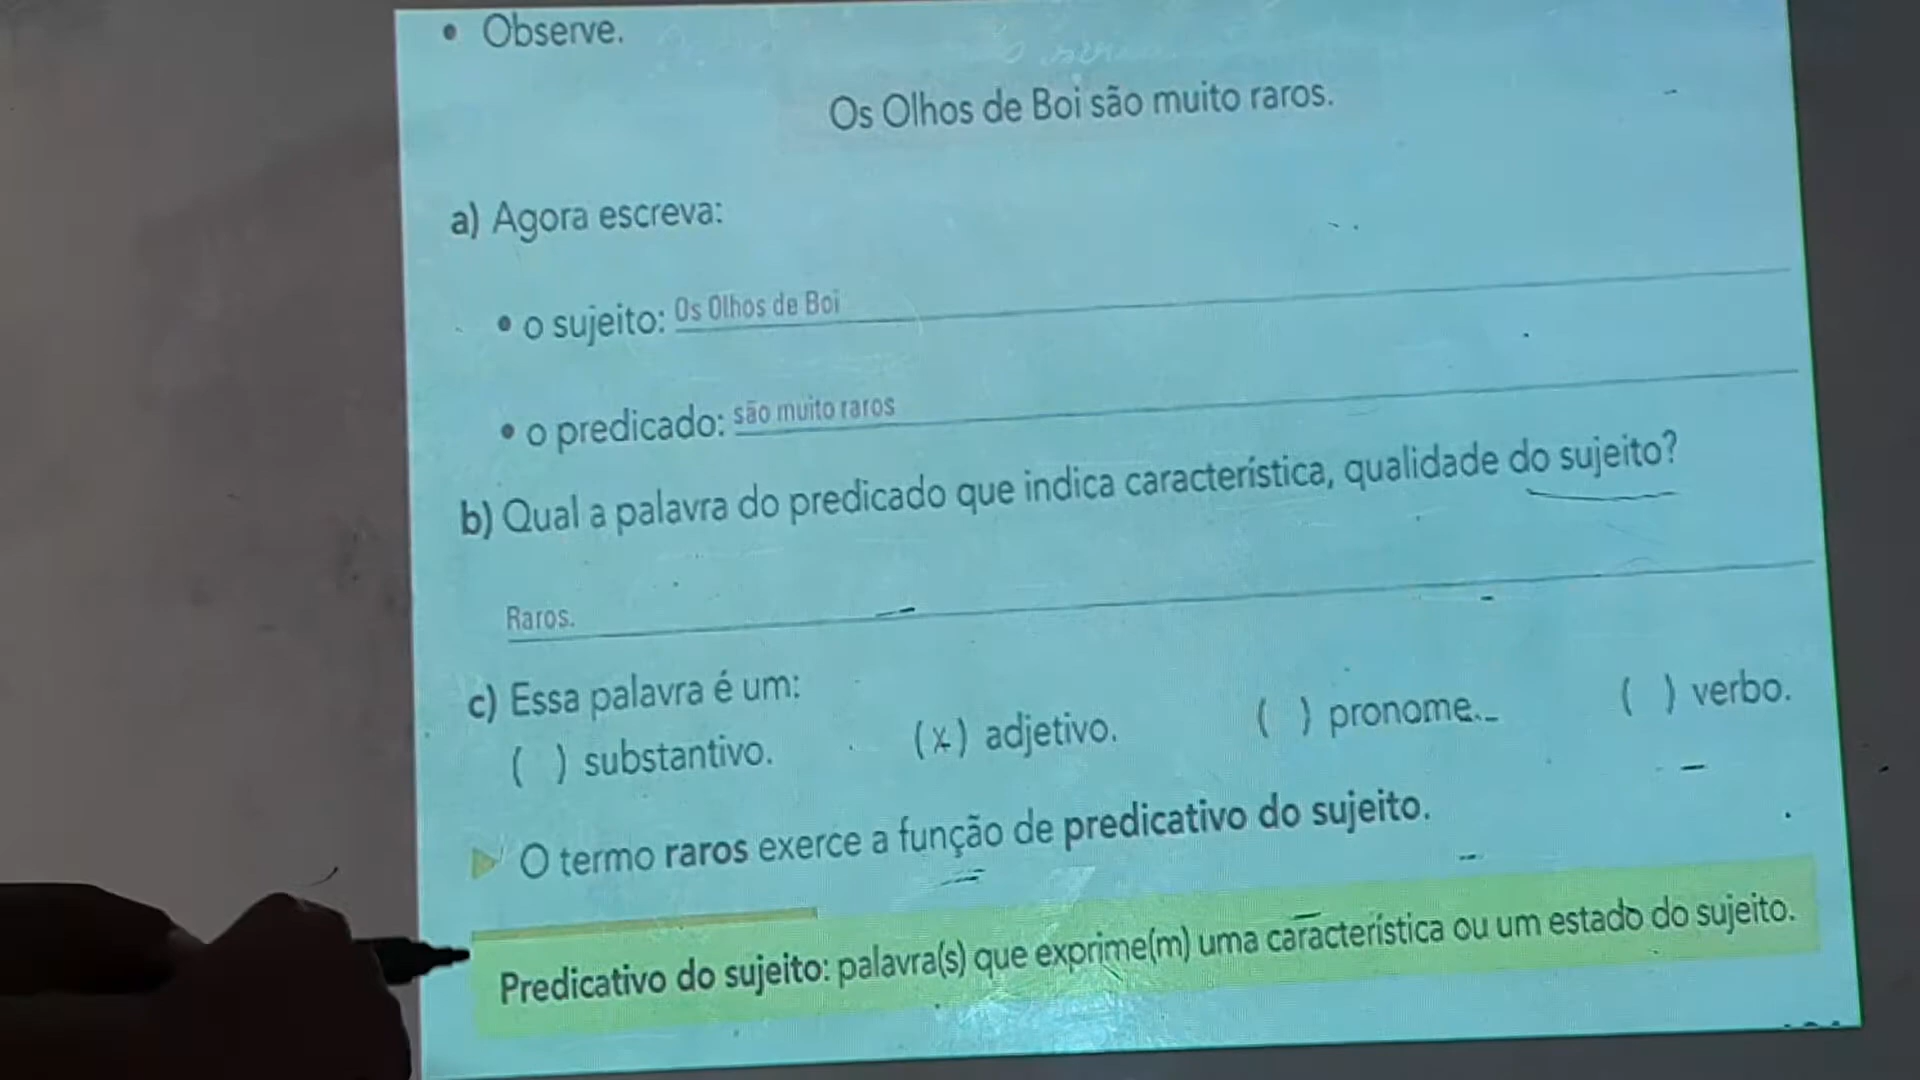 • Observe.
Os Olhos de Boi são muito raros.
a) Agora escreva:
• o sujeito: Os Olhos de Boi
• o predicado: são muito raros
b) Qual a palavra do predicado que indica característica, qualidade do sujeito?
Raros.
c) Essa palavra é um:
( ) substantivo. (x) adjetivo. ( ) pronome. ( ) verbo.
O termo raros exerce a função de predicativo do sujeito.
Predicativo do sujeito: palavra(s) que exprime(m) uma característica ou um estado do sujeito.